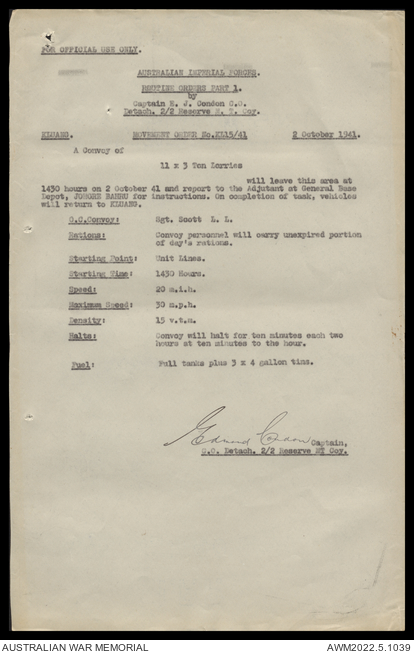 FOR OFFICIAL USE ONLY.
AUSTRALIAN IMPERIAL FORCES.
ROUTINE ORDERS PART 1.
by
Captain E. J. Condon C.O.
Detach. 2/2 Reserve M. T. Coy.
KLUANG. MOVEMENT ORDER No.KL15/41 2 October 1941.
A Convoy of
11 x 3 Ton Lorries
will leave this area at
1430 hours on 2 October 41 and report to the Adjutant at General Base
Depot, JOHORE BAHRU for instructions. On completion of task, vehicles
will return to KLUANG.
O.C.Convoy: Sgt. Scott L. L.
Rations: Convoy personnel will carry unexpired portion
of day's rations.
Starting Point: Unit Lines.
Starting Time: 1430 Hours.
Speed: 20 m.i.h.
Maximum Speed: 30 m.p.h.
Density: 15 v.t.m.
Halts: Convoy will halt for ten minutes each two
hours at ten minutes to the hour.
Fuel: Full tanks plus 3 x 4 gallon tins.
Edmund Condon Captain,
O.C. Detach. 2/2 Reserve MT Coy.
AUSTRALIAN WAR MEMORIAL AWM2022.5.1039